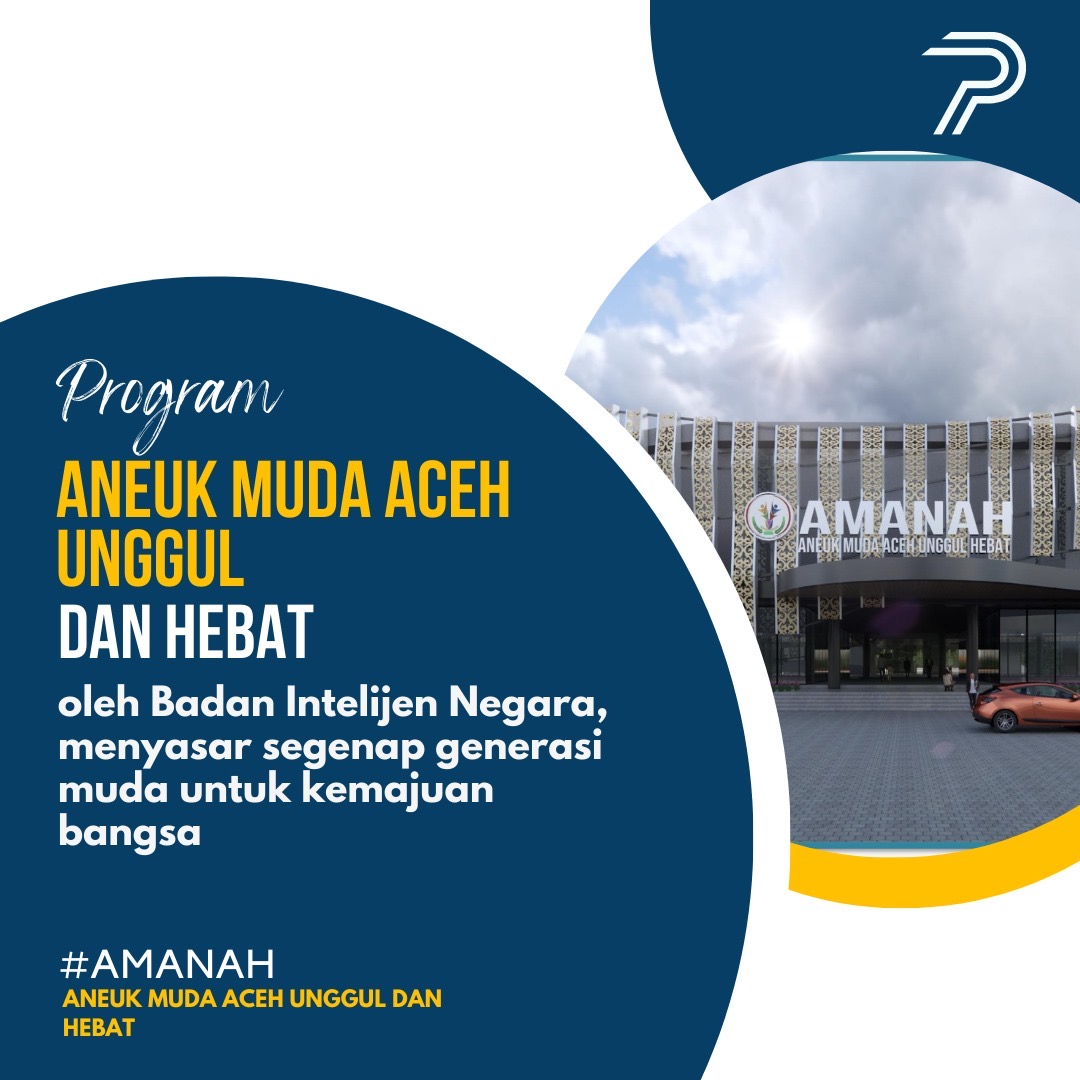 Program
ANEUK MUDA ACEH
UNGGUL
DAN HEBAT
oleh Badan Intelijen Negara,
menyasar segenap generasi
muda untuk kemajuan
bangsa
#AMANAH
ANEUK MUDA ACEH UNGGUL DAN
HEBAT
AMANAH
ANEUK MUDA ACEH UNGGUL HEBAT